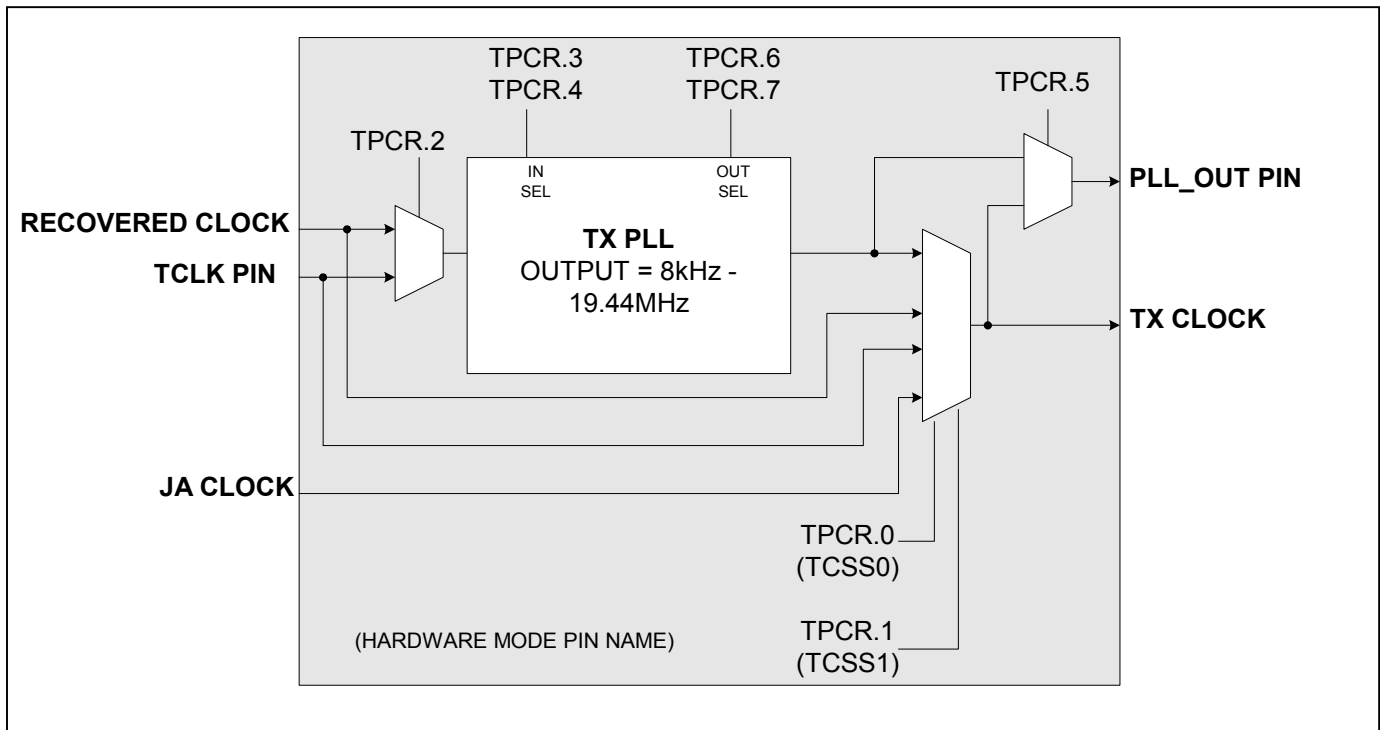 TPCR.3
TPCR.4
TPCR.6
TPCR.7
TPCR.5
TPCR.2
IN
SEL
OUT
SEL
PLL_OUT PIN
RECOVERED CLOCK
TX PLL
OUTPUT = 8kHz -
19.44MHz
TCLK PIN
TX CLOCK
JA CLOCK
TPCR.0
(TCSS0)
TPCR.1
(TCSS1)
(HARDWARE MODE PIN NAME)